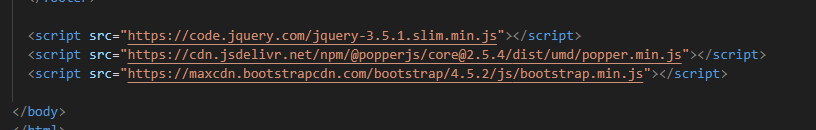 </footer>
<script src="https://code.jquery.com/jquery-3.5.1.slim.min.js"></script>
<script src="https://cdn.jsdelivr.net/npm/@popperjs/core@2.5.4/dist/umd/popper.min.js"></script>
<script src="https://maxcdn.bootstrapcdn.com/bootstrap/4.5.2/js/bootstrap.min.js"></script>
</body>
</html>